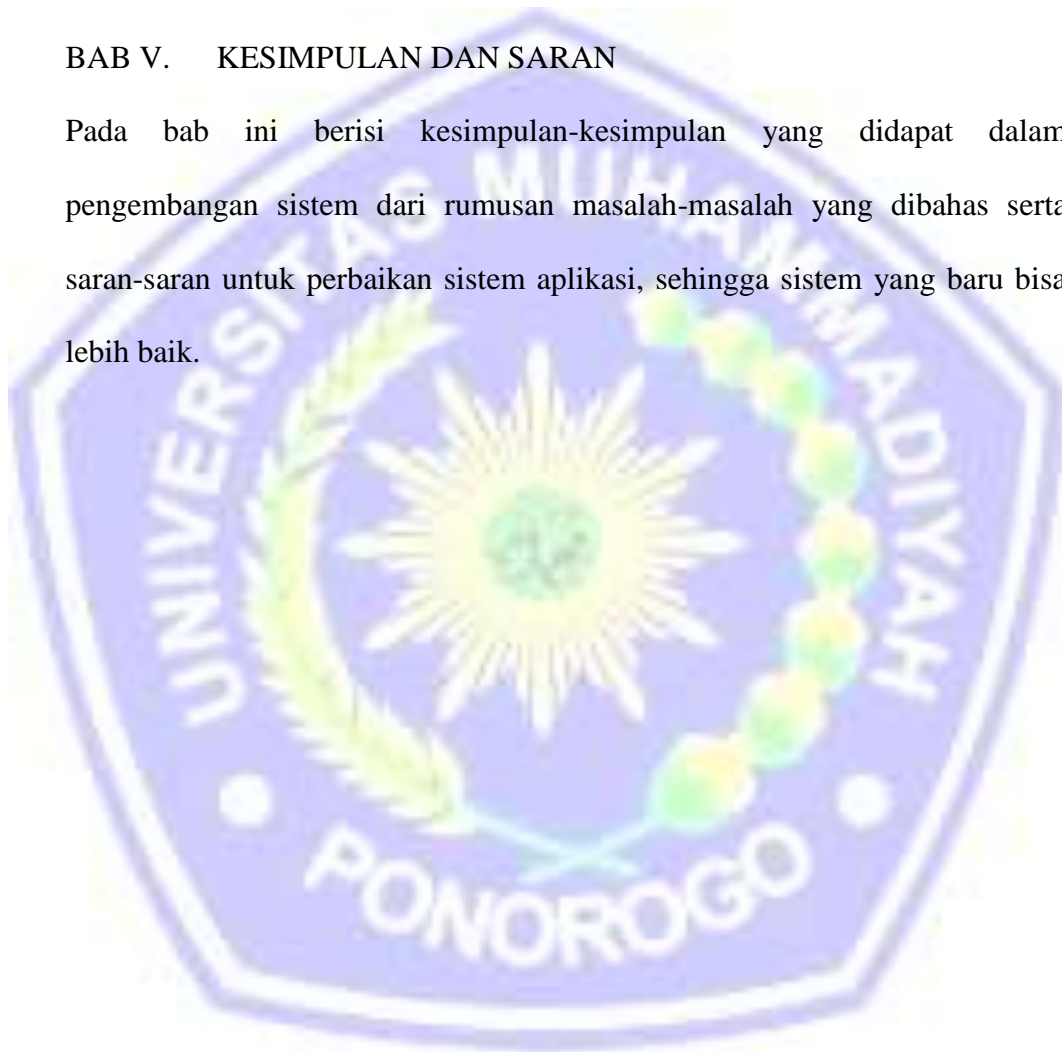 BAB V. KESIMPULAN DAN SARAN
Pada bab ini berisi kesimpulan-kesimpulan yang didapat dalam
pengembangan sistem dari rumusan masalah-masalah yang dibahas serta
saran-saran untuk perbaikan sistem aplikasi, sehingga sistem yang baru bisa
lebih baik.
UNIVERSITAS MUHAMMADIYAH
PONOROGO